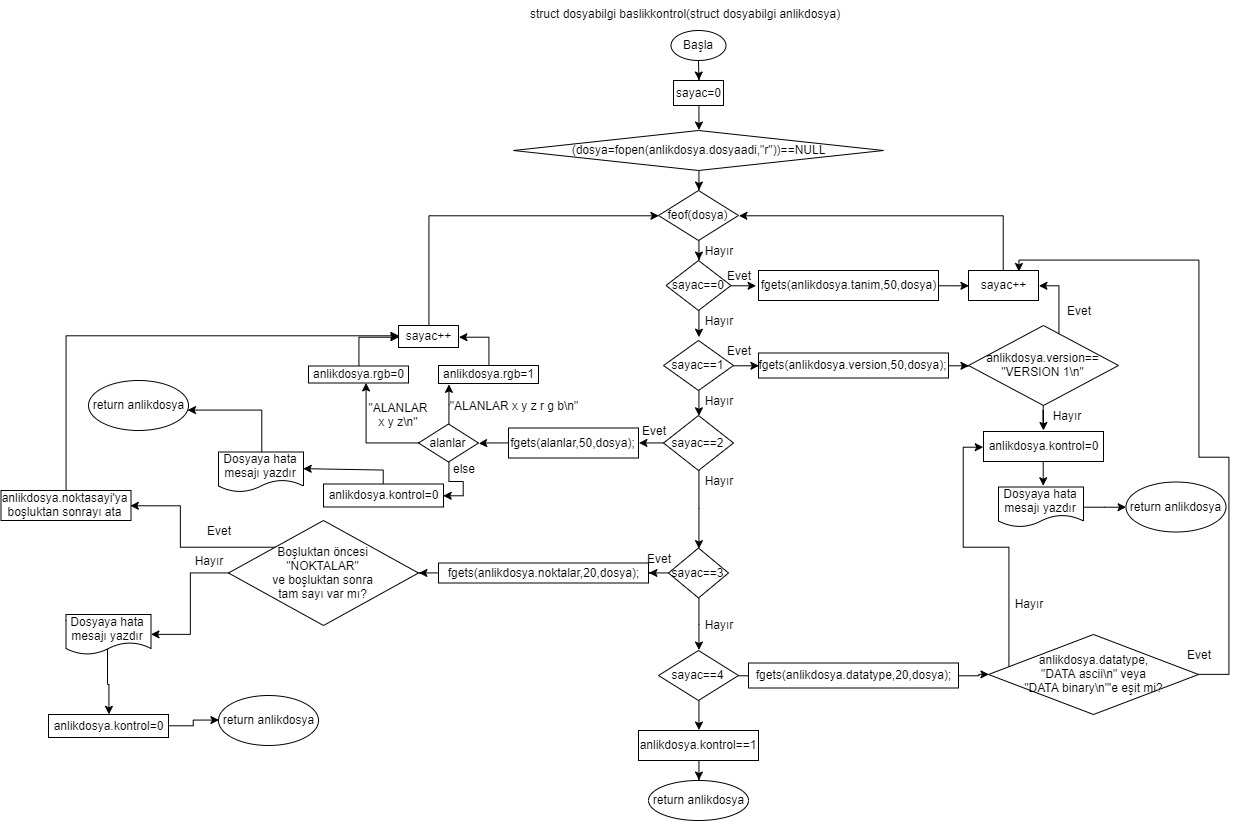 struct dosyabilgi baslikkontrol(struct dosyabilgi anlikdosya)
Başla
sayac=0
(dosya=fopen(anlikdosya.dosyaadi,"r"))==NULL
feof(dosya)
Hayır
sayac==0
Evet
fgets(anlikdosya.tanim,50,dosya)
sayac++
Hayır
Evet
sayac++
sayac==1
Evet
fgets(anlikdosya.version,50,dosya);
anlikdosya.version==
"VERSION 1\n"
anlikdosya.rgb=0
anlikdosya.rgb=1
Hayır
return anlikdosya
"ALANLAR
x y z\n"
"ALANLAR x y z r g b\n"
Hayır
alanlar
fgets(alanlar,50,dosya);
Evet
sayac==2
anlikdosya.kontrol=0
Dosyaya hata
mesajı yazdır
else
Hayır
anlikdosya.kontrol=0
anlikdosya.noktasayi'ya
boşluktan sonrayı ata
Dosyaya hata
mesajı yazdır
return anlikdosya
Evet
Hayır
Boşluktan öncesi
"NOKTALAR"
ve boşluktan sonra
tam sayı var mı?
fgets(anlikdosya.noktalar,20,dosya);
Evet
sayac==3
Hayır
Dosyaya hata
mesajı yazdır
Hayır
sayac==4
fgets(anlikdosya.datatype,20,dosya);
anlikdosya.datatype,
"DATA ascii\n" veya
"DATA binary\n"'e eşit mi?
Evet
anlikdosya.kontrol=0
return anlikdosya
anlikdosya.kontrol==1
return anlikdosya